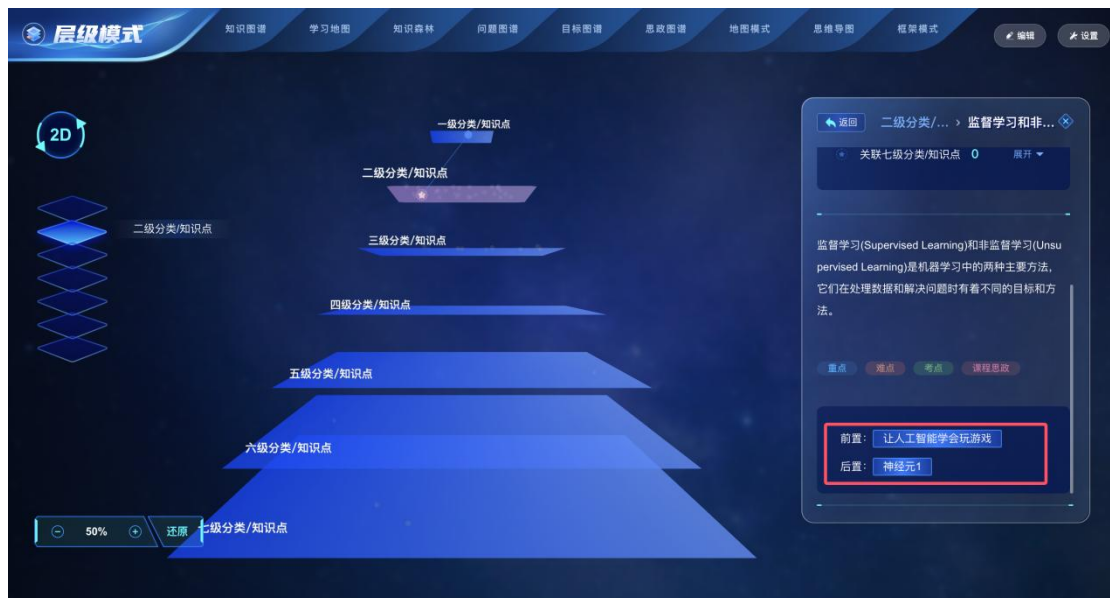 层级模式
知识图谱
学习地图
知识森林
问题图谱
目标图谱
思政图谱
地图模式
思维导图
框架模式
编辑
设置
2D
二级分类/知识点
一级分类/知识点
二级分类/知识点
三级分类/知识点
四级分类/知识点
五级分类/知识点
六级分类/知识点
七级分类/知识点
50%
还原
返回
二级分类/... › 监督学习和非...
关联七级分类/知识点 0 展开
监督学习(Supervised Learning)和非监督学习(Unsu
pervised Learning)是机器学习中的两种主要方法,
它们在处理数据和解决问题时有着不同的目标和方
法。
重点 难点 考点 课程思政
前置: 让人工智能学会玩游戏
后置: 神经元1